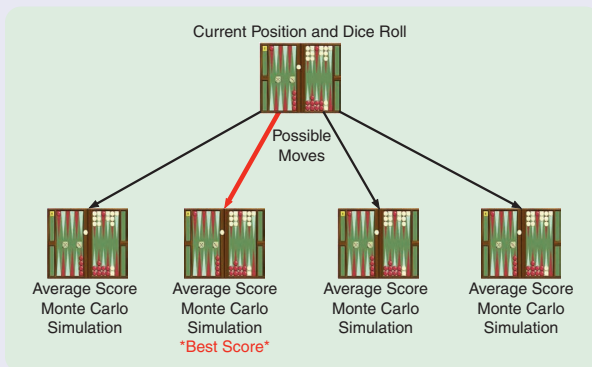 Current Position and Dice Roll
Possible
Moves
Average Score
Monte Carlo
Simulation
Average Score
Monte Carlo
Simulation
*Best Score*
Average Score
Monte Carlo
Simulation
Average Score
Monte Carlo
Simulation